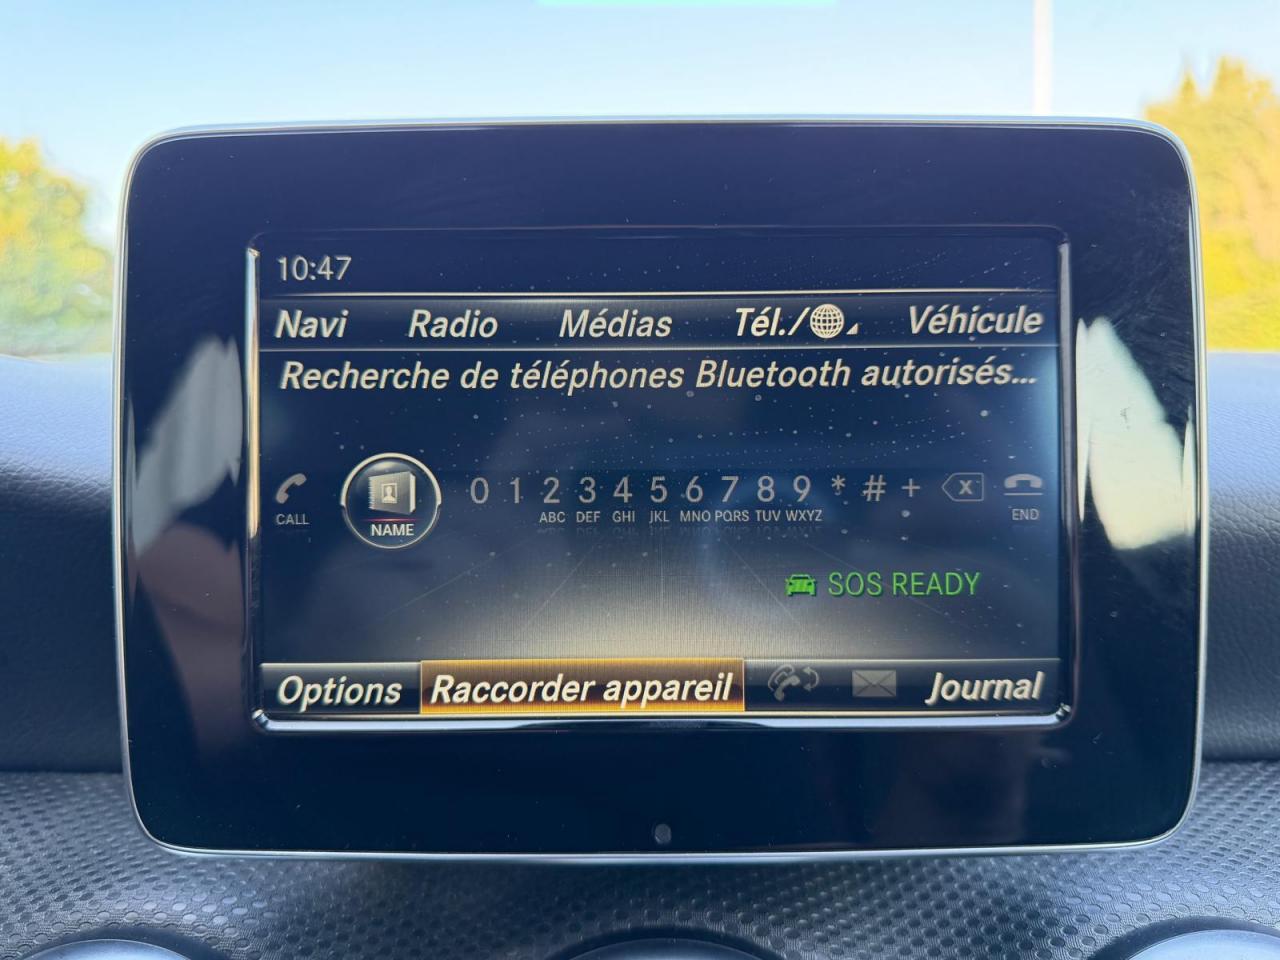 10:47
Navi Radio Médias Tél./ Véhicule
Recherche de téléphones Bluetooth autorisés...
0 1 2 3 4 5 6 7 8 9 * # + X
CALL NAME ABC DEF GHI JKL MNO PQRS TUV WXYZ END
SOS READY
Options Raccorder appareil Journal